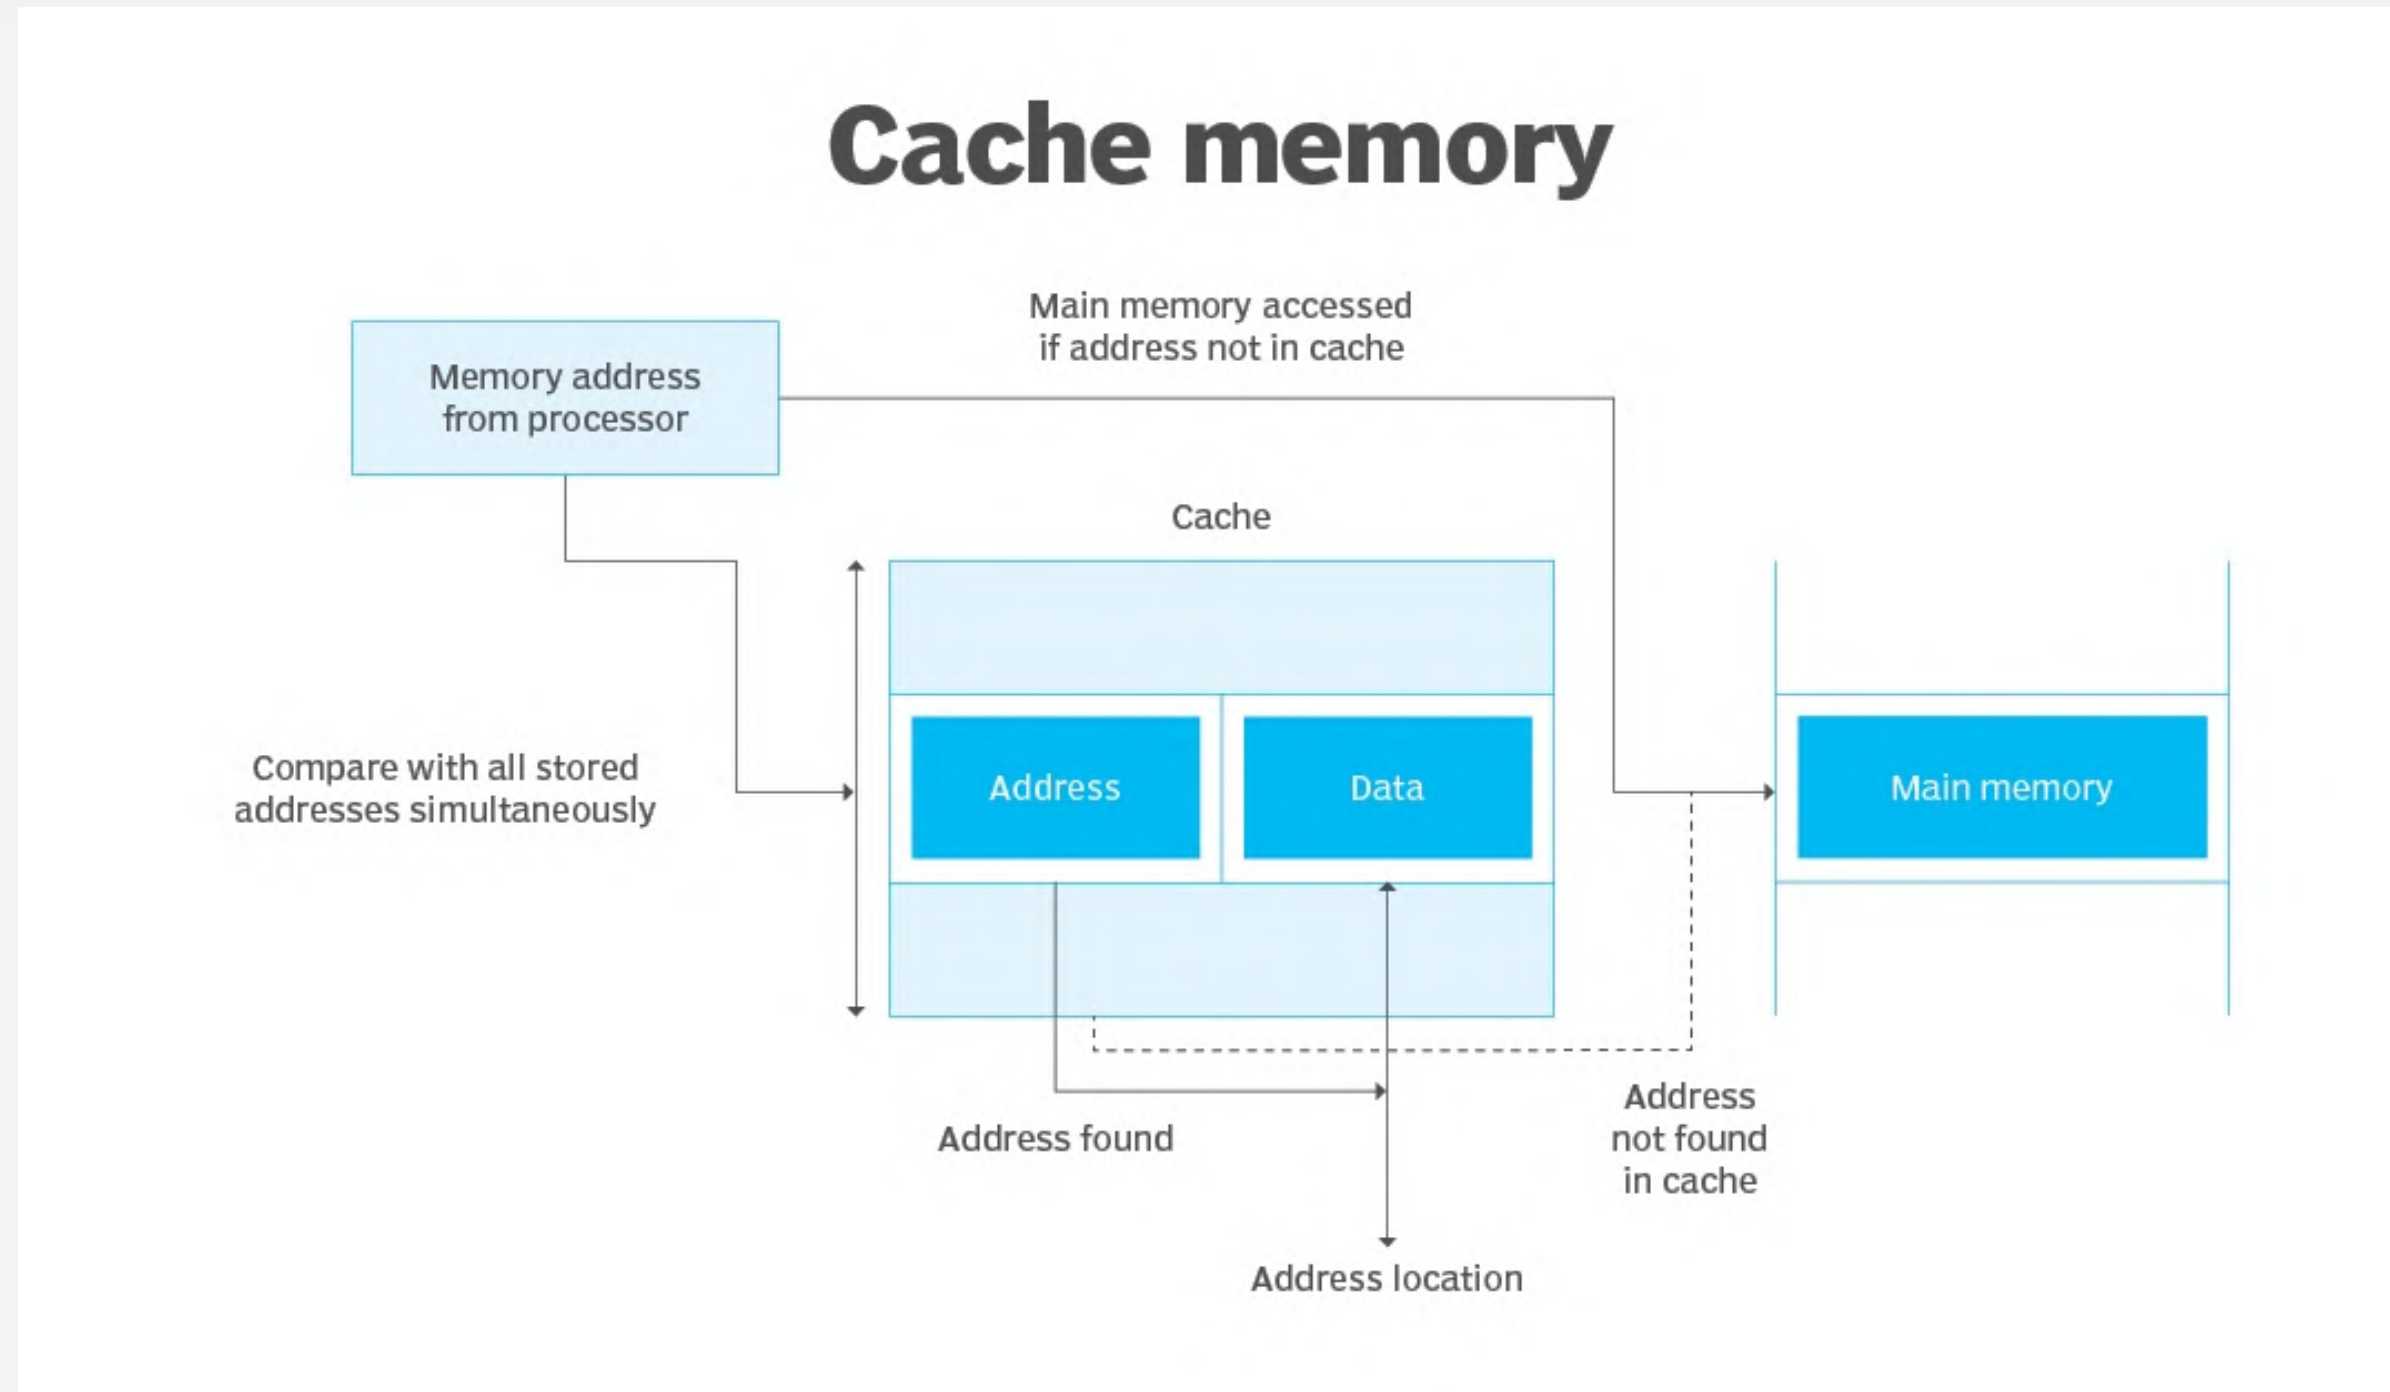 Cache memory
Main memory accessed
if address not in cache
Memory address
from processor
Cache
Compare with all stored
addresses simultaneously
Address
Data
Main memory
Address found
Address
not found
in cache
Address location